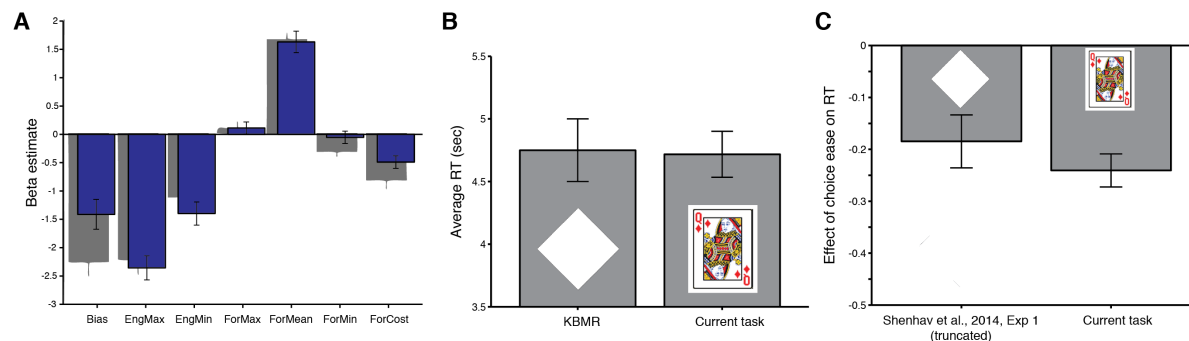 A
2
1.5
1
0.5
0
-0.5
-1
-1.5
-2
-2.5
-3
Beta estimate
Bias EngMax EngMin ForMax ForMean ForMin ForCost
B
5.5
5
4.5
4
3.5
Average RT (sec)
Q
Q
KBMR Current task
C
0
-0.1
-0.2
-0.3
-0.4
-0.5
Effect of choice ease on RT
Q
Q
Shenhav et al., 2014, Exp 1 Current task
(truncated)